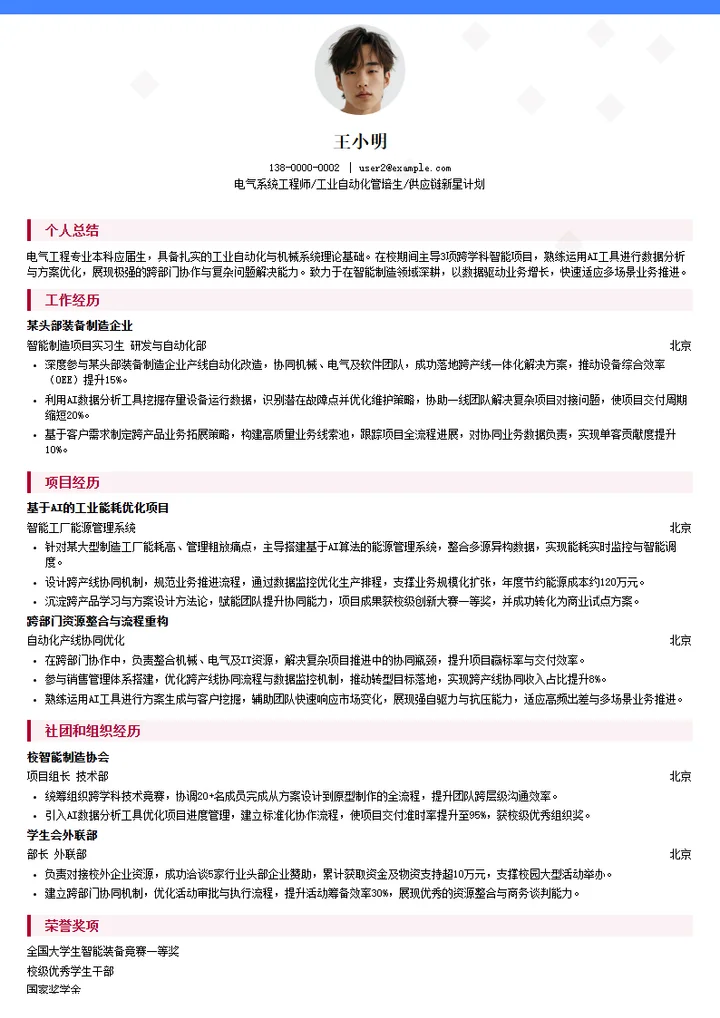 王小明
138-0000-0002 | user2@example.com
电气系统工程师/工业自动化管培生/供应链新星计划
个人总结
电气工程专业本科应届生，具备扎实的工业自动化与机械系统理论基础。在校期间主导3项跨学科智能项目，熟练运用AI工具进行数据分析
与方案优化，展现极强的跨部门协作与复杂问题解决能力。致力于在智能制造领域深耕，以数据驱动业务增长，快速适应多场景业务推进。
工作经历
某头部装备制造企业
智能制造项目实习生 研发与自动化部 北京
• 深度参与某头部装备制造企业产线自动化改造，协同机械、电气及软件团队，成功落地跨产线一体化解决方案，推动设备综合效率
（OEE）提升15%。
• 利用AI数据分析工具挖掘存量设备运行数据，识别潜在故障点并优化维护策略，协助一线团队解决复杂项目对接问题，使项目交付周期
缩短20%。
• 基于客户需求制定跨产品业务拓展策略，构建高质量业务线索池，跟踪项目全流程进展，对协同业务数据负责，实现单客贡献度提升
10%。
项目经历
基于AI的工业能耗优化项目
智能工厂能源管理系统 北京
• 针对某大型制造工厂能耗高、管理粗放痛点，主导搭建基于AI算法的能源管理系统，整合多源异构数据，实现能耗实时监控与智能调
度。
• 设计跨产线协同机制，规范业务推进流程，通过数据监控优化生产排程，支撑业务规模化扩张，年度节约能源成本约120万元。
• 沉淀跨产品学习与方案设计方法论，赋能团队提升协同能力，项目成果获校级创新大赛一等奖，并成功转化为商业试点方案。
跨部门资源整合与流程重构
自动化产线协同优化 北京
• 在跨部门协作中，负责整合机械、电气及IT资源，解决复杂项目推进中的协同瓶颈，提升项目赢标率与交付效率。
• 参与销售管理体系搭建，优化跨产线协同流程与数据监控机制，推动转型目标落地，实现跨产线协同收入占比提升8%。
• 熟练运用AI工具进行方案生成与客户挖掘，辅助团队快速响应市场变化，展现强自驱力与抗压能力，适应高频出差与多场景业务推进。
社团和组织经历
校智能制造协会
项目组长 技术部 北京
• 统筹组织跨学科技术竞赛，协调20+名成员完成从方案设计到原型制作的全流程，提升团队跨层级沟通效率。
• 引入AI数据分析工具优化项目进度管理，建立标准化协作流程，使项目交付准时率提升至95%，获校级优秀组织奖。
学生会外联部
部长 外联部 北京
• 负责对接校外企业资源，成功洽谈5家行业头部企业赞助，累计获取资金及物资支持超10万元，支撑校园大型活动举办。
• 建立跨部门协同机制，优化活动审批与执行流程，提升活动筹备效率30%，展现优秀的资源整合与商务谈判能力。
荣誉奖项
全国大学生智能装备竞赛一等奖
校级优秀学生干部
国家奖学金